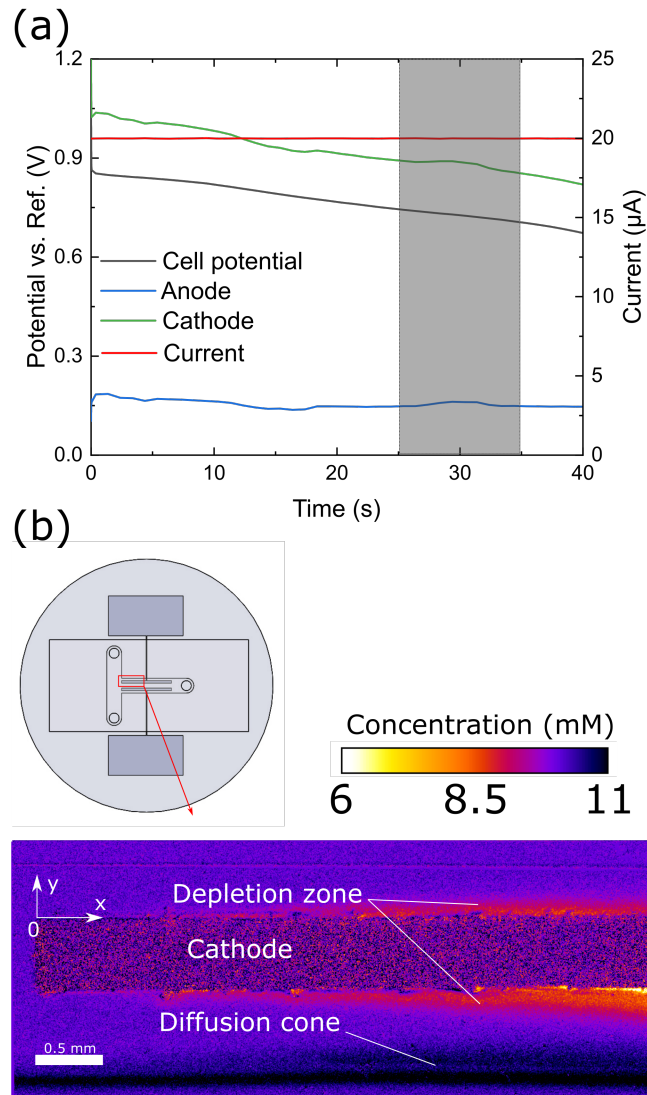 (a)
1.2
0.9
0.6
0.3
0.0
Potential vs. Ref. (V)
25
20
15
10
5
0
Current (µA)
Cell potential
Anode
Cathode
Current
0 10 20 30 40
Time (s)
(b)
Concentration (mM)
6 8.5 11
y
x
0
Depletion zone
Cathode
Diffusion cone
0.5 mm